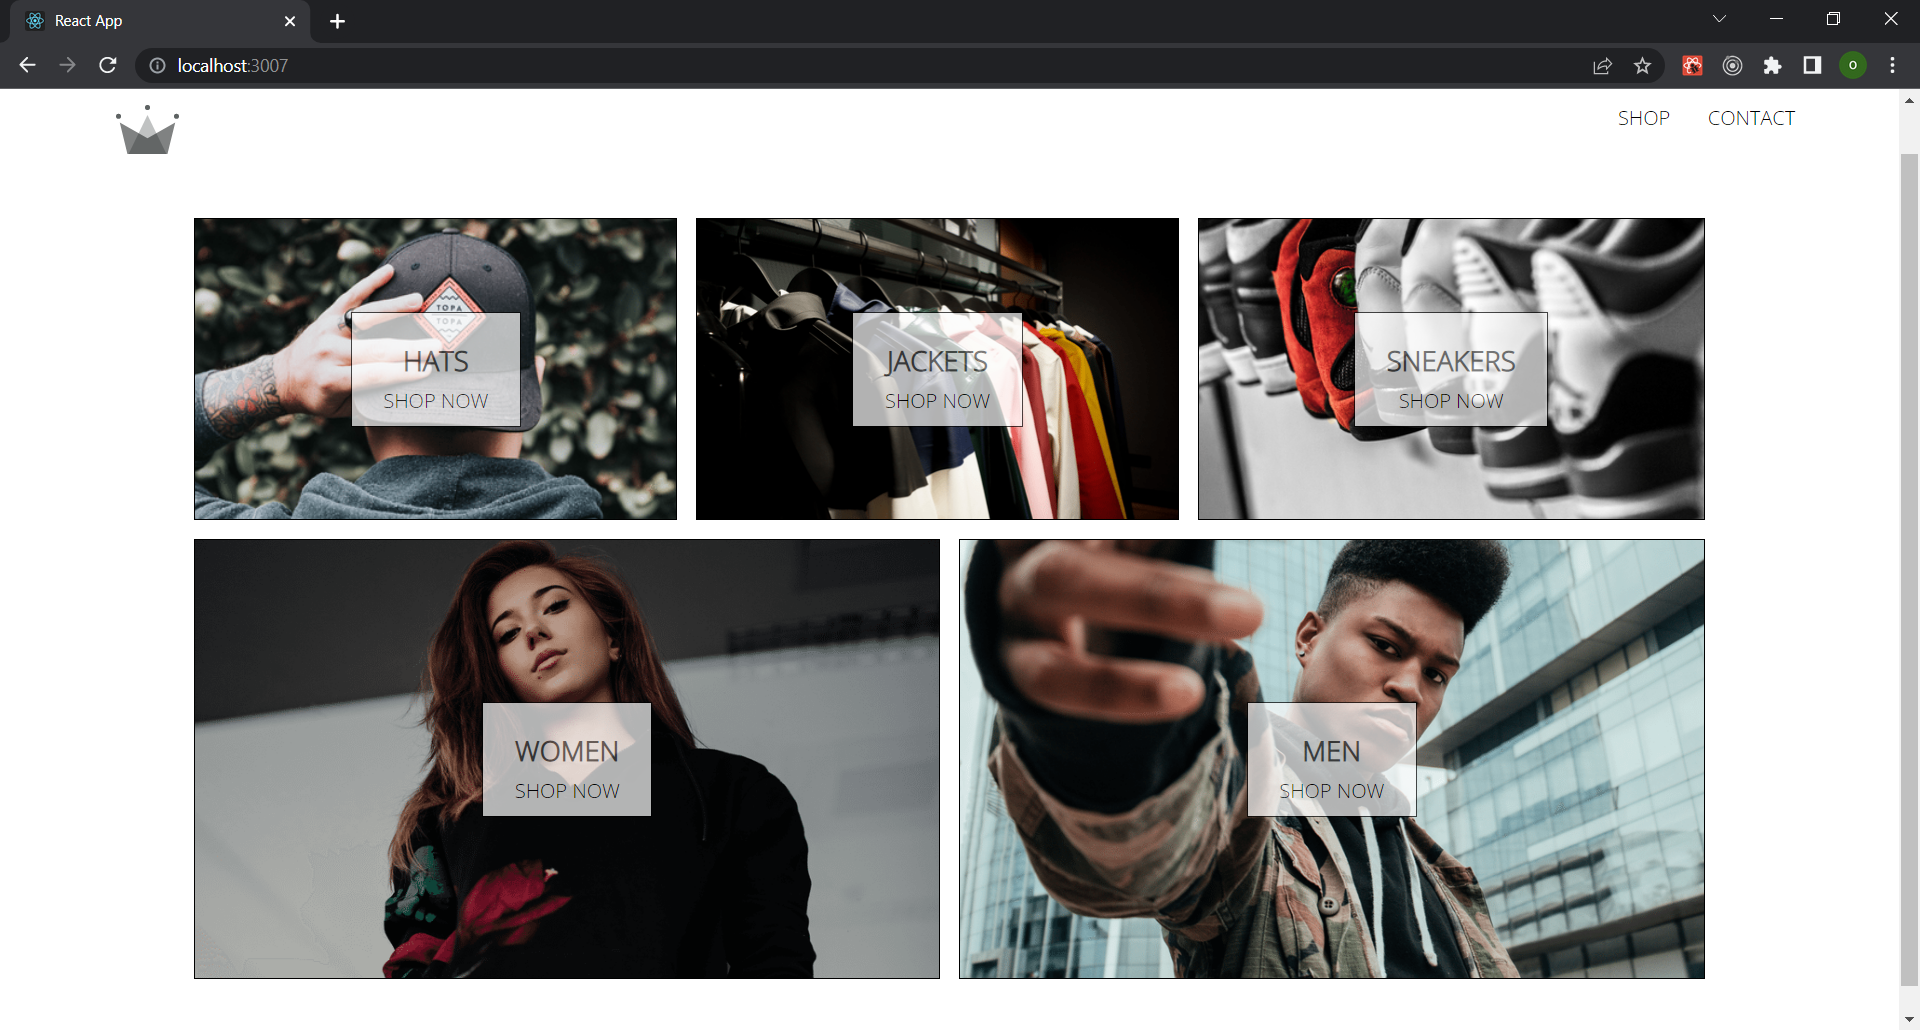 React App
localhost:3007
O
SHOP CONTACT
TOPA
TOPA
HATS
SHOP NOW
JACKETS
SHOP NOW
SNEAKERS
SHOP NOW
WOMEN
SHOP NOW
MEN
SHOP NOW